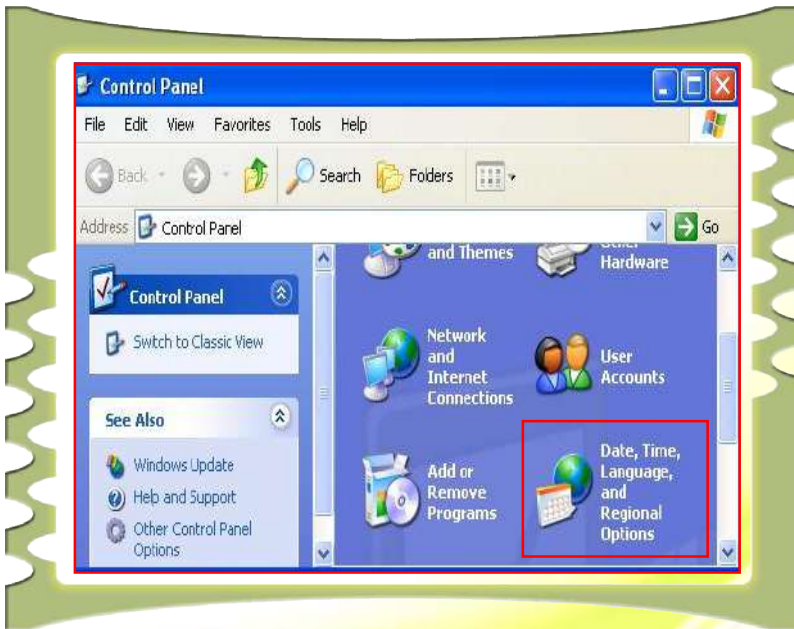 Control Panel
File Edit View Favorites Tools Help
Back Search Folders
Address Control Panel Go
Control Panel
Switch to Classic View
See Also
Windows Update
Help and Support
Other Control Panel
Options
and Themes
Hardware
Network
and
Internet
Connections
User
Accounts
Add or
Remove
Programs
Date, Time,
Language,
and
Regional
Options